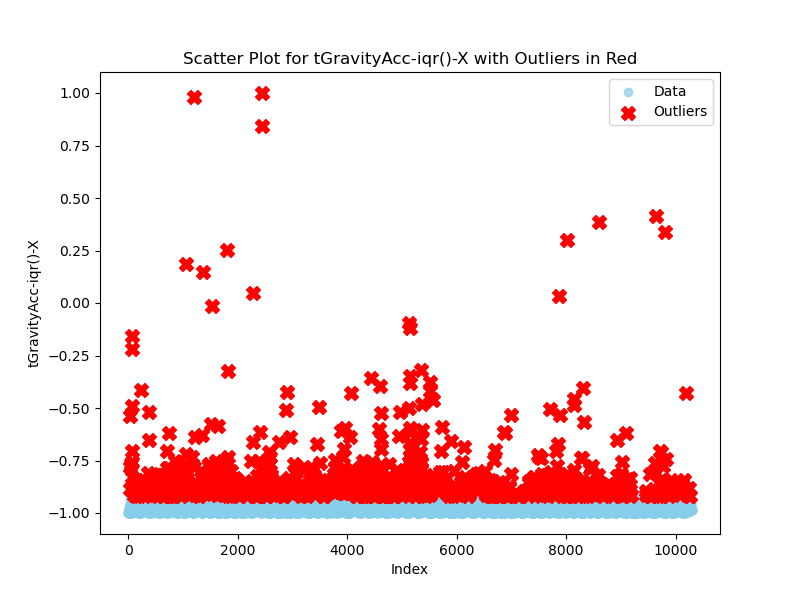 Scatter Plot for tGravityAcc-iqr()-X with Outliers in Red
Data
Outliers
1.00
0.75
0.50
0.25
0.00
−0.25
−0.50
−0.75
−1.00
tGravityAcc-iqr()-X
0 2000 4000 6000 8000 10000
Index